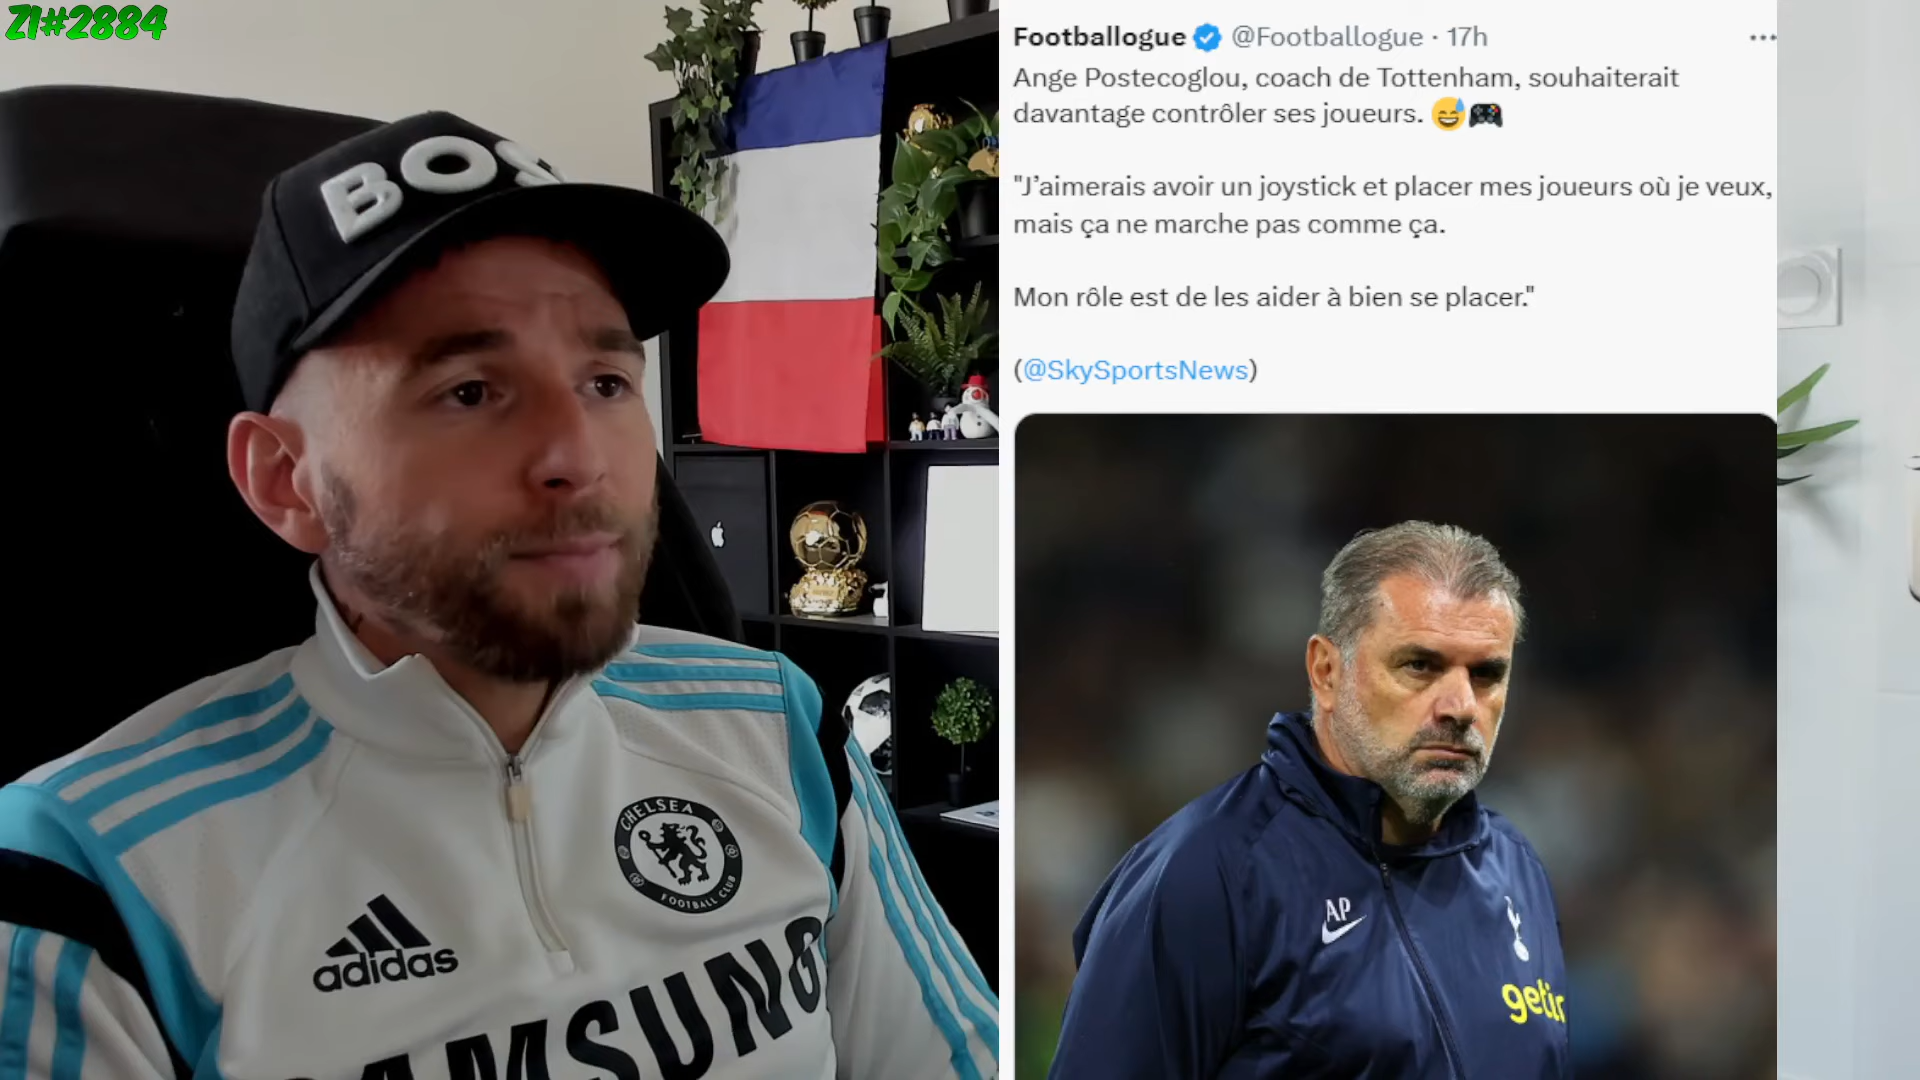 ZI#2884
BOSS
CHELSEA
FOOTBALL CLUB
adidas
SAMSUNG
Footballogue @Footballogue · 17h
Ange Postecoglou, coach de Tottenham, souhaiterait
davantage contrôler ses joueurs. 😅🎮
"J’aimerais avoir un joystick et placer mes joueurs où je veux,
mais ça ne marche pas comme ça.
Mon rôle est de les aider à bien se placer."
(@SkySportsNews)
AP
getir